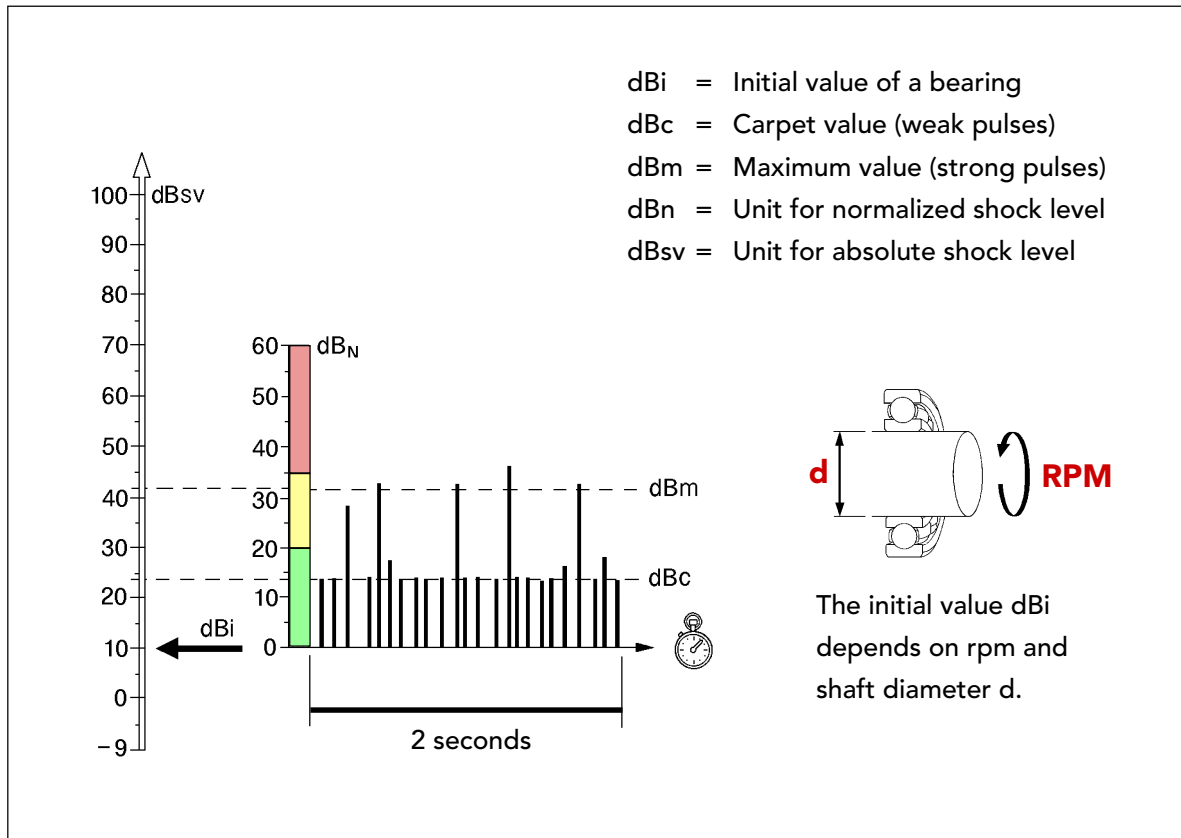 dBi = Initial value of a bearing
dBc = Carpet value (weak pulses)
dBm = Maximum value (strong pulses)
dBn = Unit for normalized shock level
dBsv = Unit for absolute shock level
100 dBsv
90
80
70
60
50
40
30
20
10
0
-9
60 dBN
50
40
30
20
10
0
dBm
dBc
dBi
2 seconds
d
RPM
The initial value dBi
depends on rpm and
shaft diameter d.